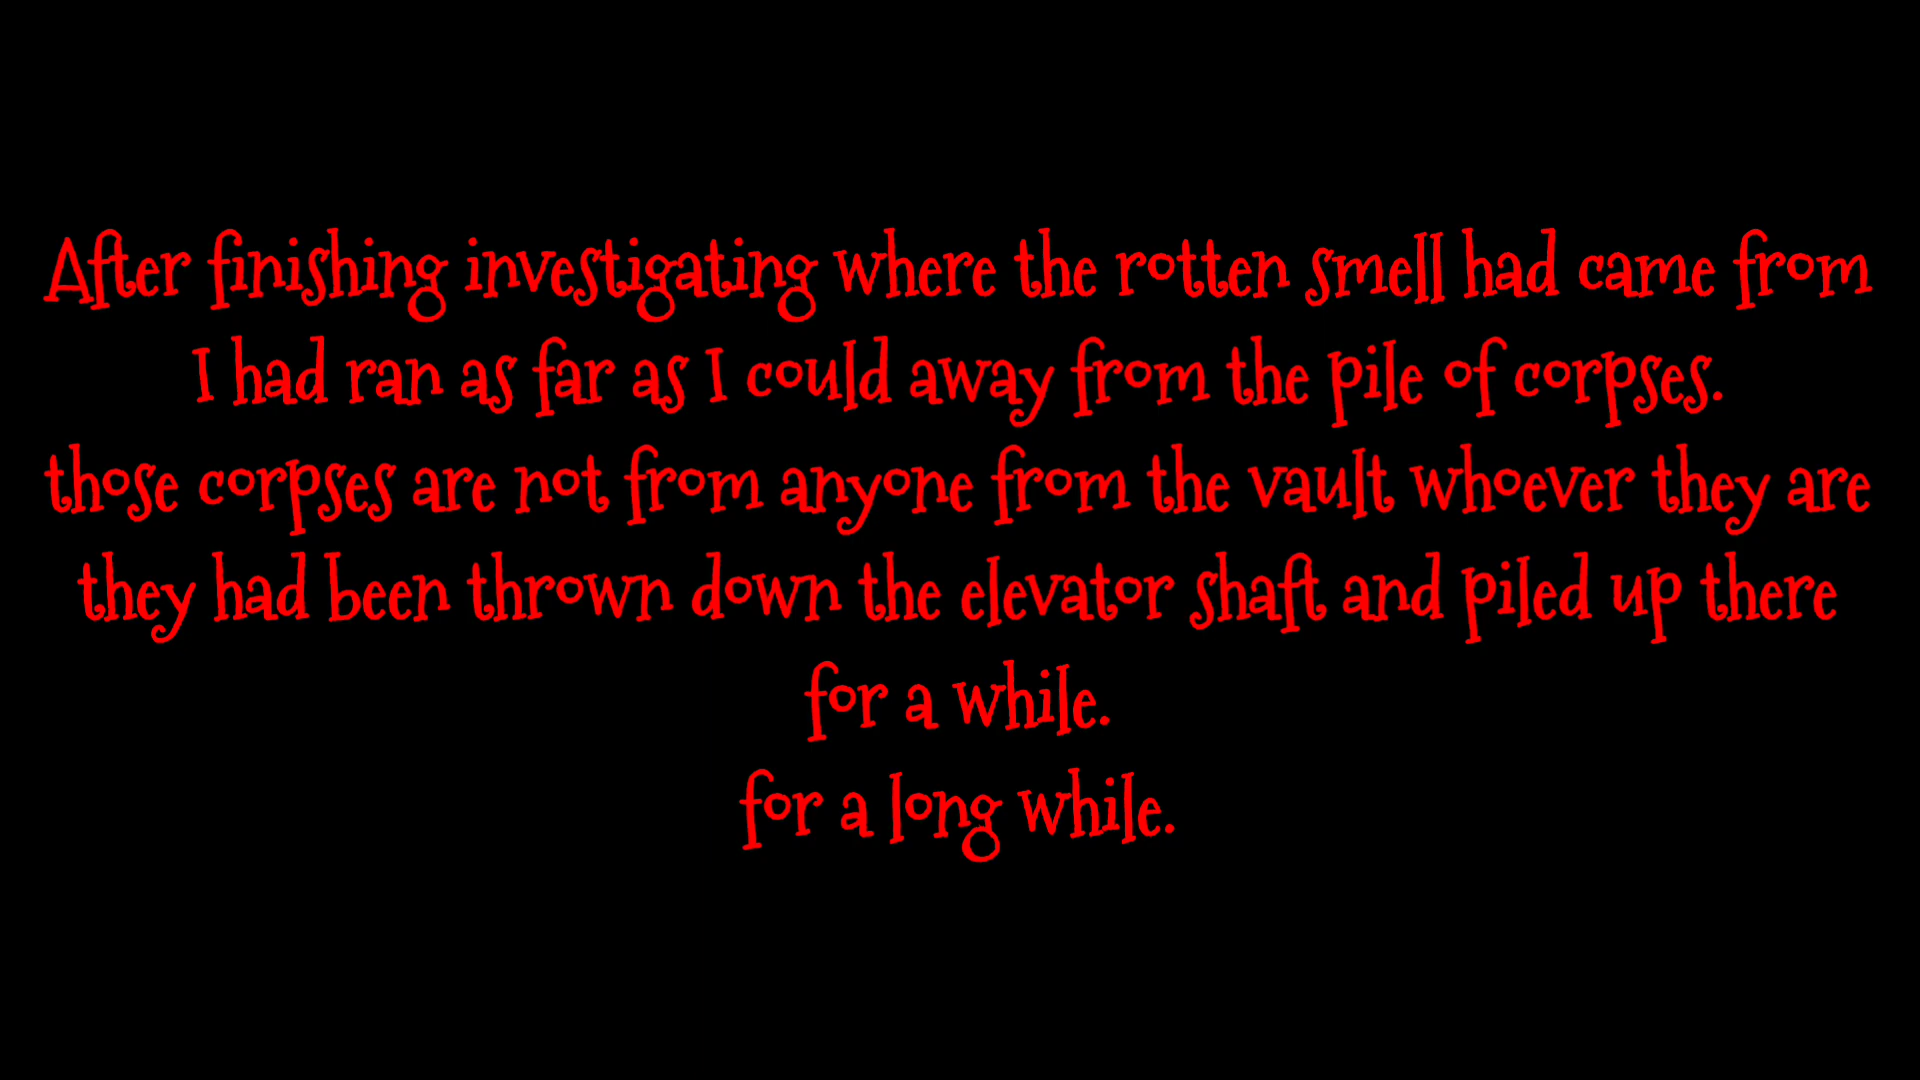 After finishing investigating where the rotten smell had came from
I had ran as far as I could away from the pile of corpses.
those corpses are not from anyone from the vault whoever they are
they had been thrown down the elevator shaft and piled up there
for a while.
for a long while.